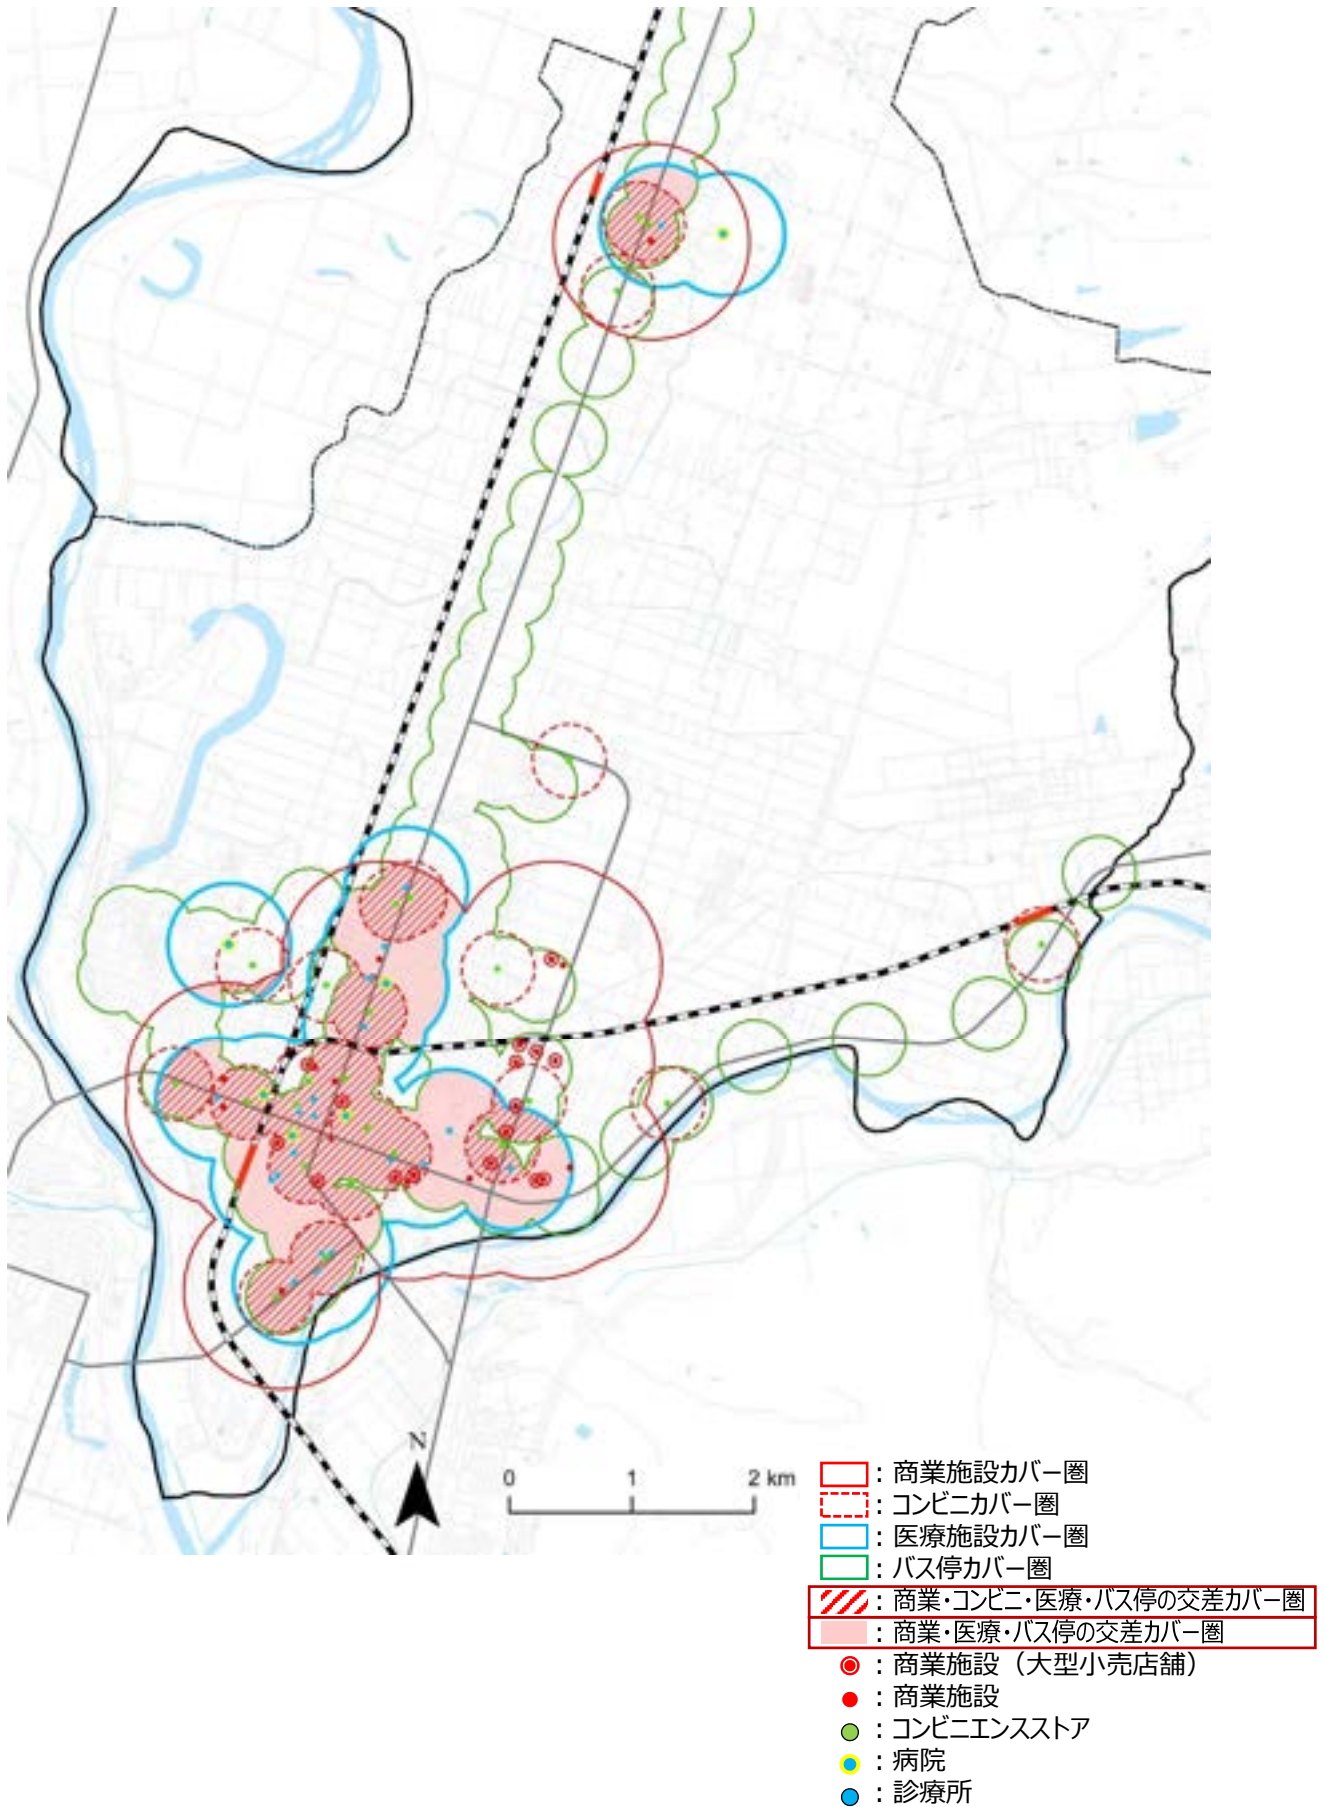 N
0 1 2 km
：商業施設カバー圏
：コンビニカバー圏
：医療施設カバー圏
：バス停カバー圏
：商業・コンビニ・医療・バス停の交差カバー圏
：商業・医療・バス停の交差カバー圏
：商業施設（大型小売店舗）
：商業施設
：コンビニエンスストア
：病院
：診療所